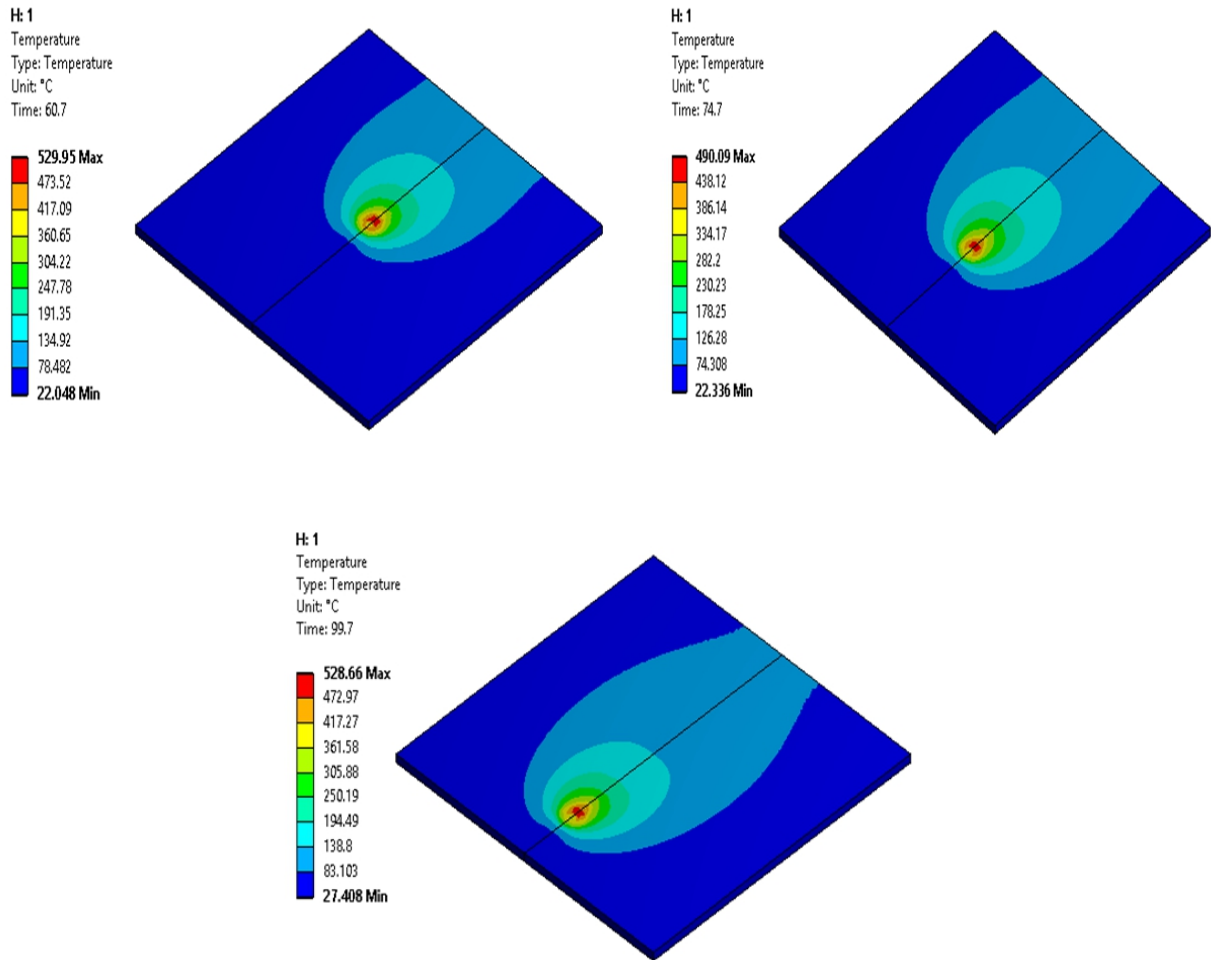 H: 1
Temperature
Type: Temperature
Unit: °C
Time: 60.7
529.95 Max
473.52
417.09
360.65
304.22
247.78
191.35
134.92
78.482
22.048 Min
H: 1
Temperature
Type: Temperature
Unit: °C
Time: 74.7
490.09 Max
438.12
386.14
334.17
282.2
230.23
178.25
126.28
74.308
22.336 Min
H: 1
Temperature
Type: Temperature
Unit: °C
Time: 99.7
528.66 Max
472.97
417.27
361.58
305.88
250.19
194.49
138.8
83.103
27.408 Min